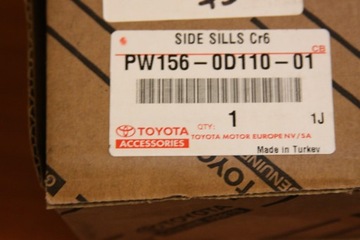 SIDE SILLS Cr6
CB
PW156-0D110-01
QTY: 1 1J
TOYOTA
ACCESSORIES
TOYOTA MOTOR EUROPE NV/SA
Made in Turkey
GENUINE